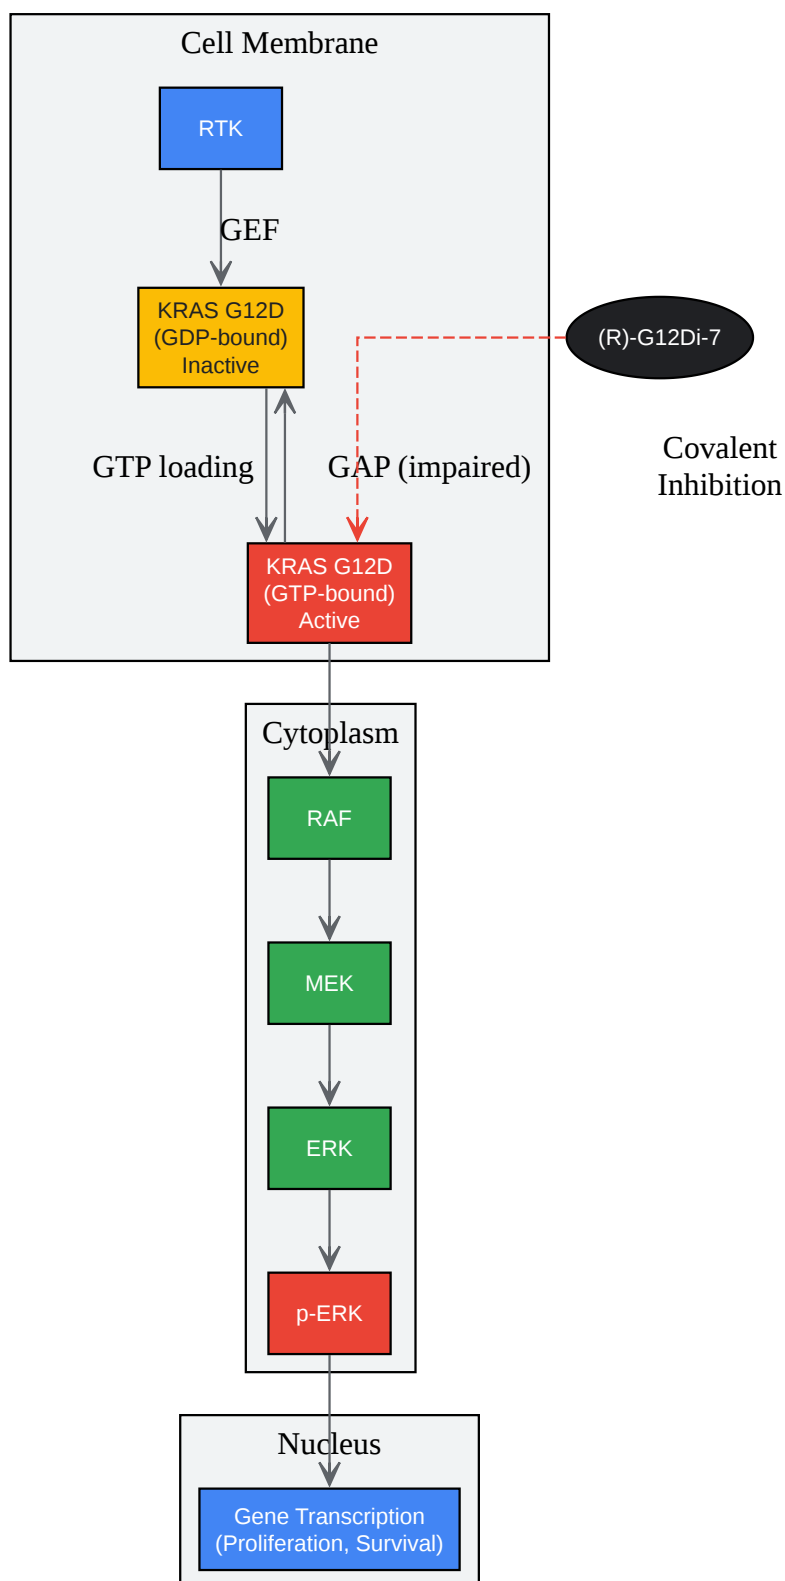 Cell Membrane
RTK
GEF
KRAS G12D
(GDP-bound)
Inactive
(R)-G12Di-7
GTP loading
GAP (impaired)
Covalent
Inhibition
KRAS G12D
(GTP-bound)
Active
Cytoplasm
RAF
MEK
ERK
p-ERK
Nucleus
Gene Transcription
(Proliferation, Survival)